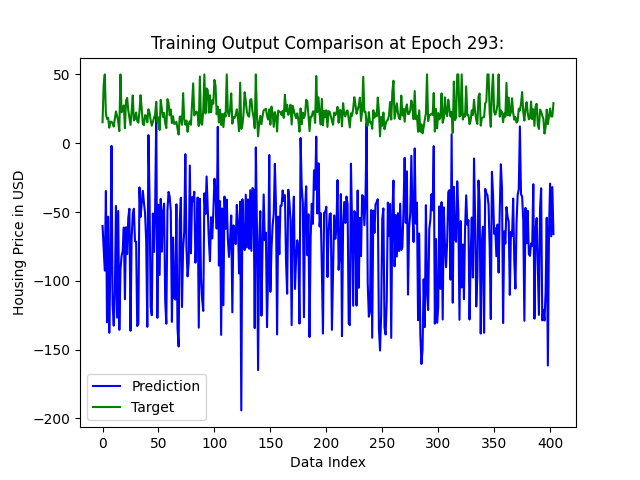 Training Output Comparison at Epoch 293:
50
0
−50
−100
−150
−200
Housing Price in USD
Prediction
Target
0 50 100 150 200 250 300 350 400
Data Index